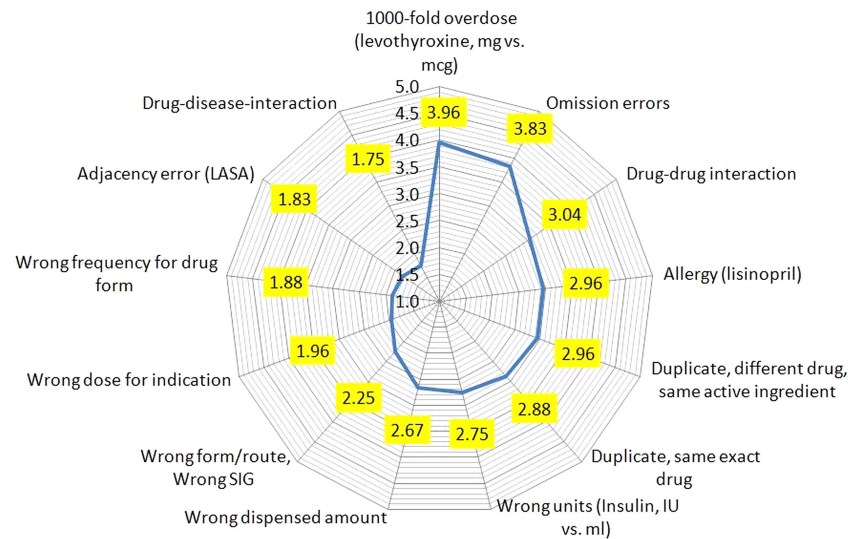 1000-fold overdose
(levothyroxine, mg vs.
mcg)
5.0
4.5
4.0
3.5
3.0
2.5
2.0
1.5
1.0
3.96
Omission errors
3.83
Drug-drug interaction
3.04
Allergy (lisinopril)
2.96
Duplicate, different drug,
same active ingredient
2.96
Duplicate, same exact
drug
2.88
Wrong units (Insulin, IU
vs. ml)
2.75
Wrong dispensed amount
2.67
Wrong form/route,
Wrong SIG
2.25
Wrong dose for indication
1.96
Wrong frequency for drug
form
1.88
Adjacency error (LASA)
1.83
Drug-disease-interaction
1.75